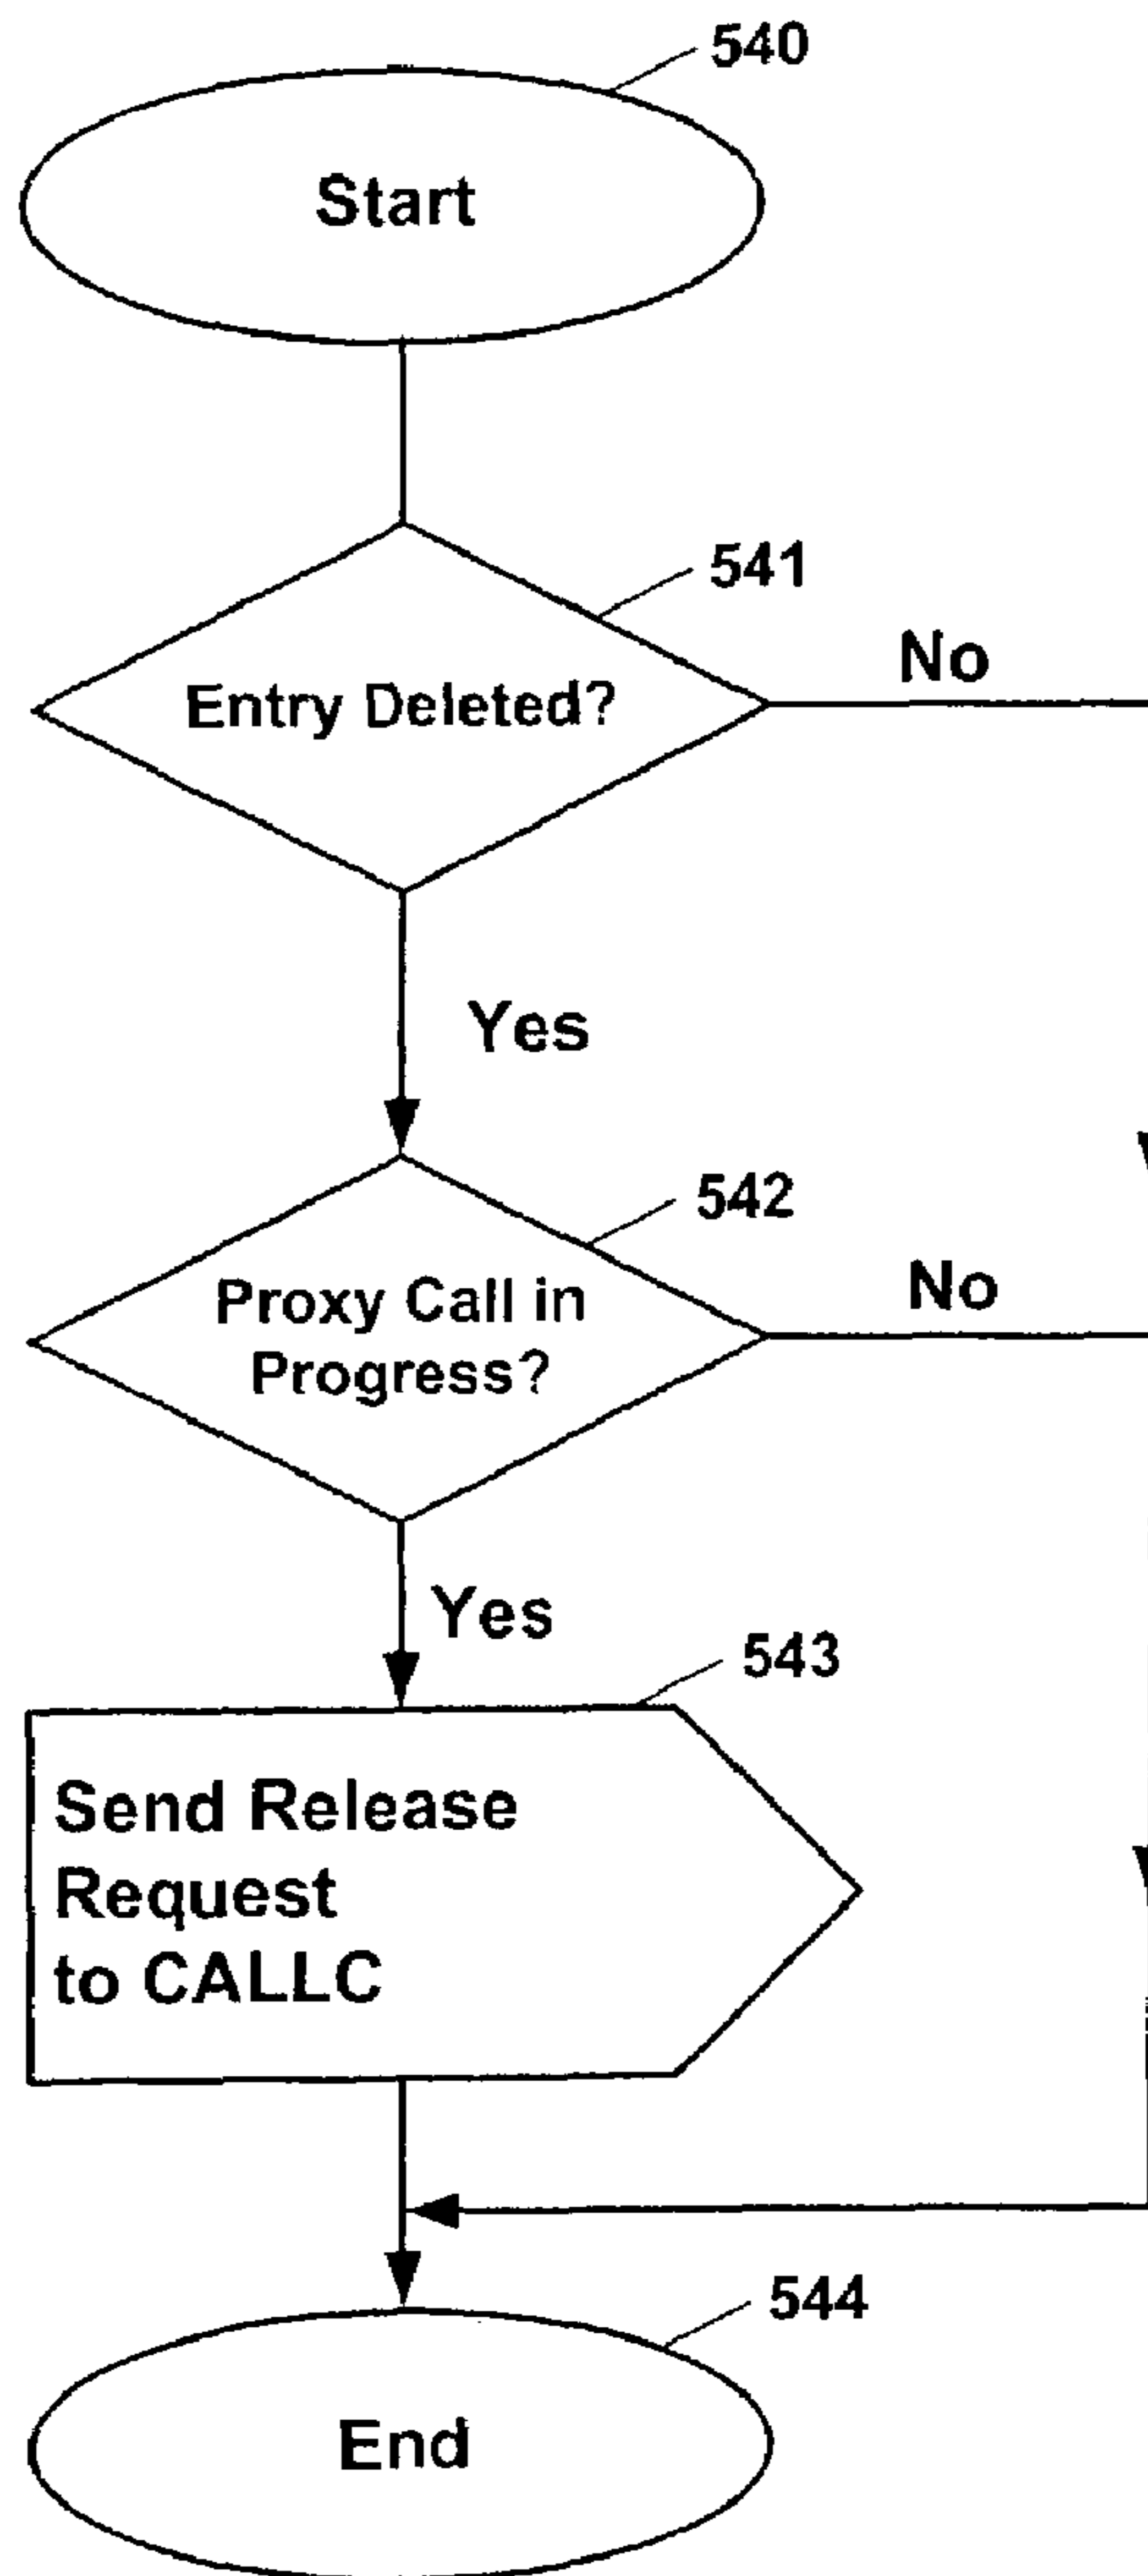 540
Start
541
Entry Deleted?
No
Yes
542
Proxy Call in
Progress?
No
Yes
543
Send Release
Request
to CALLC
544
End